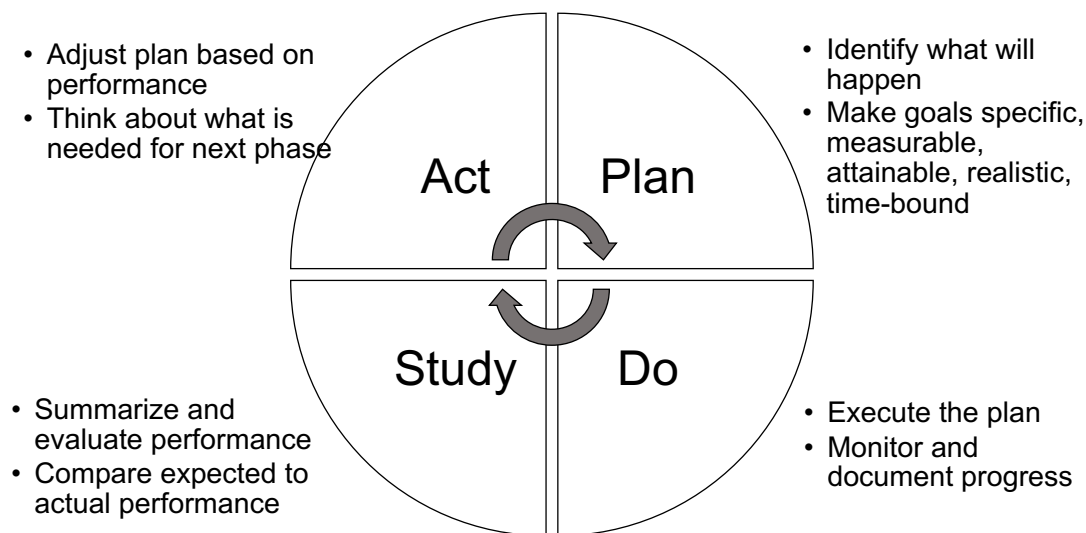 • Adjust plan based on
performance
• Think about what is
needed for next phase
• Identify what will
happen
• Make goals specific,
measurable,
attainable, realistic,
time-bound
Act
Plan
Study
Do
• Summarize and
evaluate performance
• Compare expected to
actual performance
• Execute the plan
• Monitor and
document progress